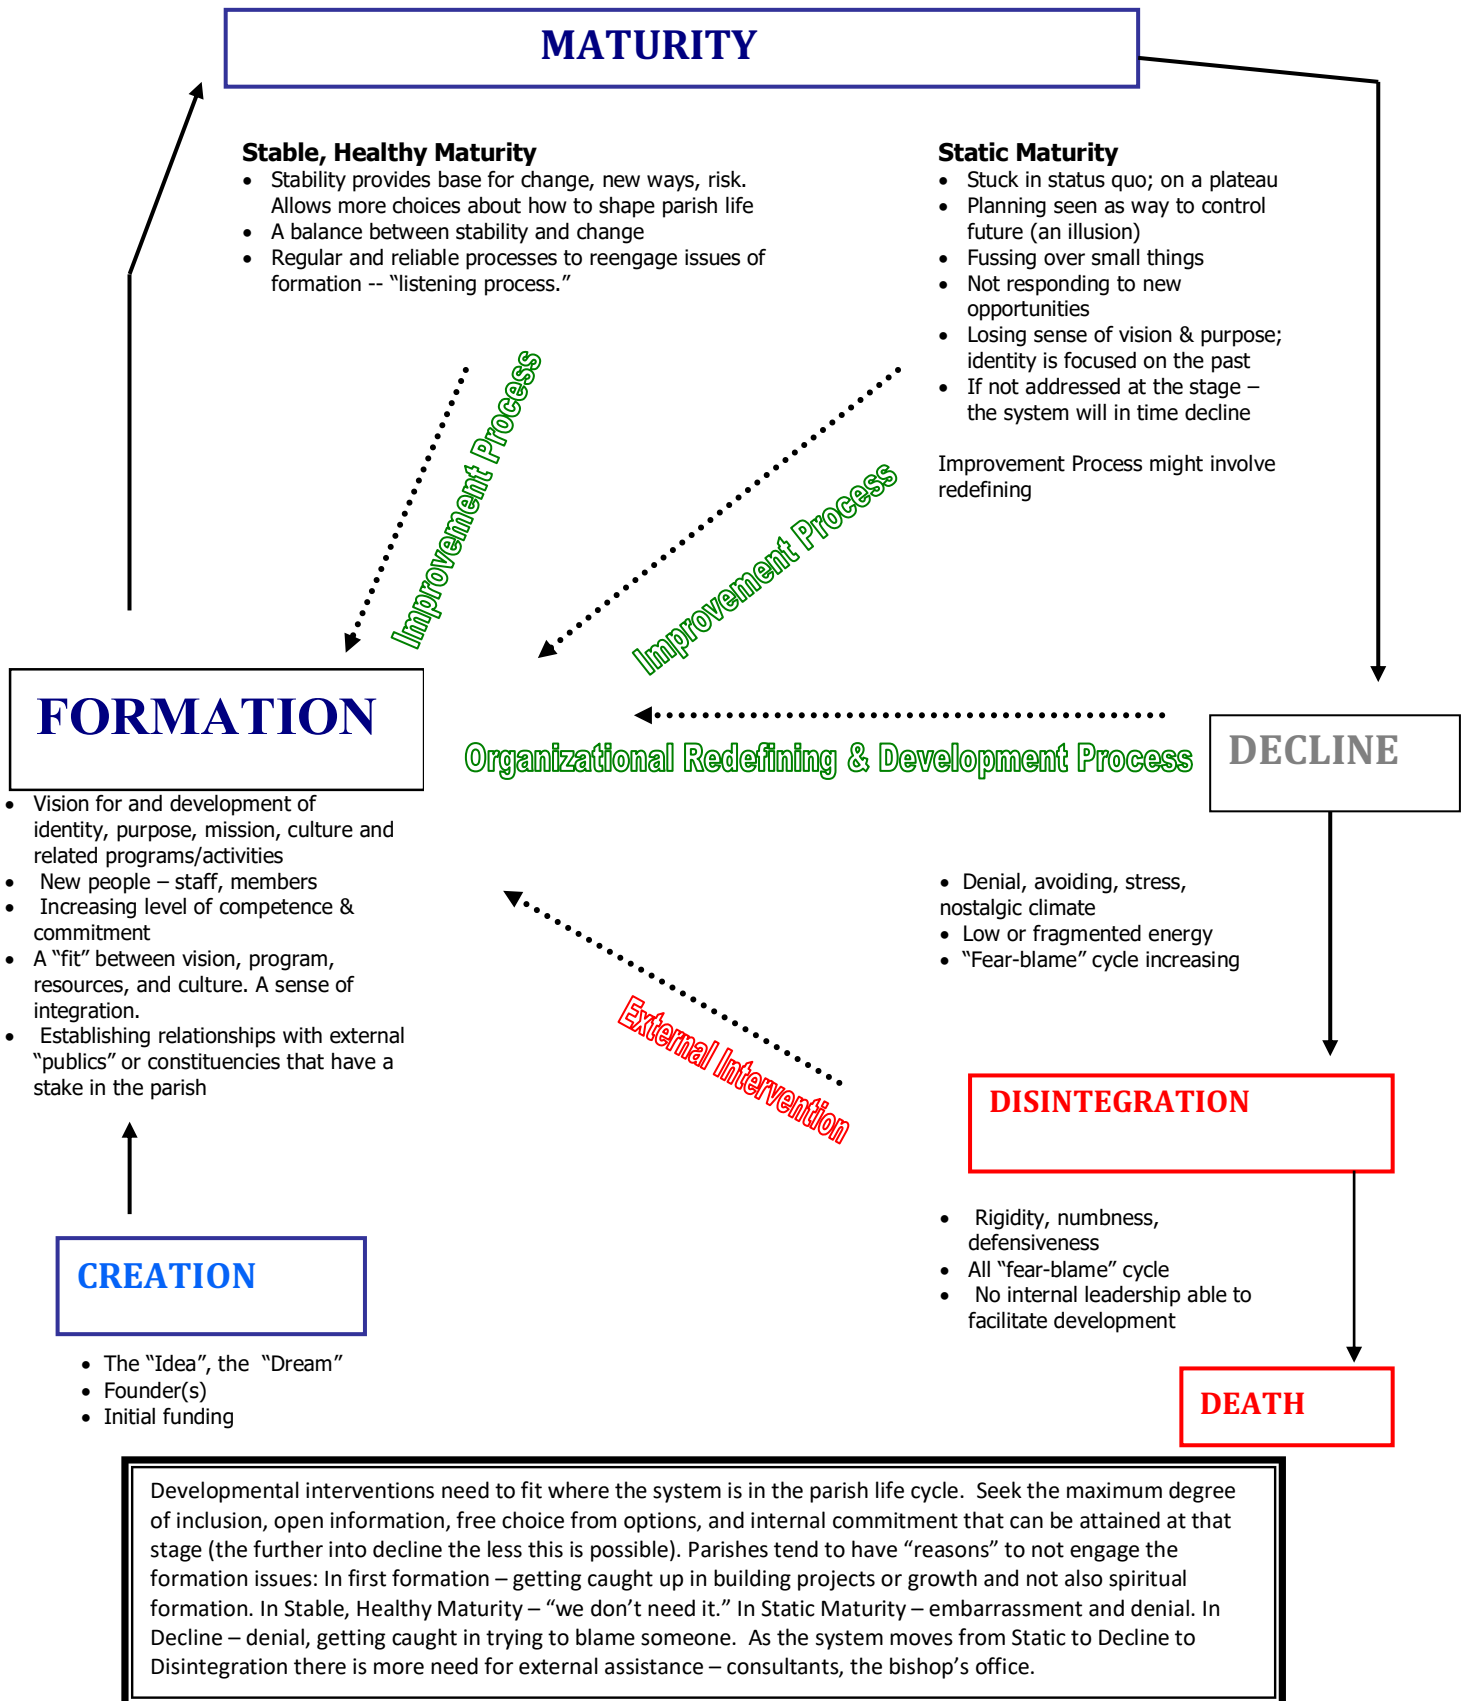 MATURITY
Stable, Healthy Maturity
• Stability provides base for change, new ways, risk.
Allows more choices about how to shape parish life
• A balance between stability and change
• Regular and reliable processes to reengage issues of
formation -- “listening process.”
Static Maturity
• Stuck in status quo; on a plateau
• Planning seen as way to control
future (an illusion)
• Fussing over small things
• Not responding to new
opportunities
• Losing sense of vision & purpose;
identity is focused on the past
• If not addressed at the stage –
the system will in time decline
Improvement Process might involve
redefining
Improvement Process
Improvement Process
FORMATION
Organizational Redefining & Development Process
DECLINE
• Vision for and development of
identity, purpose, mission, culture and
related programs/activities
• New people – staff, members
• Increasing level of competence &
commitment
• A “fit” between vision, program,
resources, and culture. A sense of
integration.
• Establishing relationships with external
“publics” or constituencies that have a
stake in the parish
• Denial, avoiding, stress,
nostalgic climate
• Low or fragmented energy
• “Fear-blame” cycle increasing
External Intervention
DISINTEGRATION
• Rigidity, numbness,
defensiveness
• All “fear-blame” cycle
• No internal leadership able to
facilitate development
CREATION
• The “Idea”, the “Dream”
• Founder(s)
• Initial funding
DEATH
Developmental interventions need to fit where the system is in the parish life cycle. Seek the maximum degree
of inclusion, open information, free choice from options, and internal commitment that can be attained at that
stage (the further into decline the less this is possible). Parishes tend to have “reasons” to not engage the
formation issues: In first formation – getting caught up in building projects or growth and not also spiritual
formation. In Stable, Healthy Maturity – “we don’t need it.” In Static Maturity – embarrassment and denial. In
Decline – denial, getting caught in trying to blame someone. As the system moves from Static to Decline to
Disintegration there is more need for external assistance – consultants, the bishop’s office.